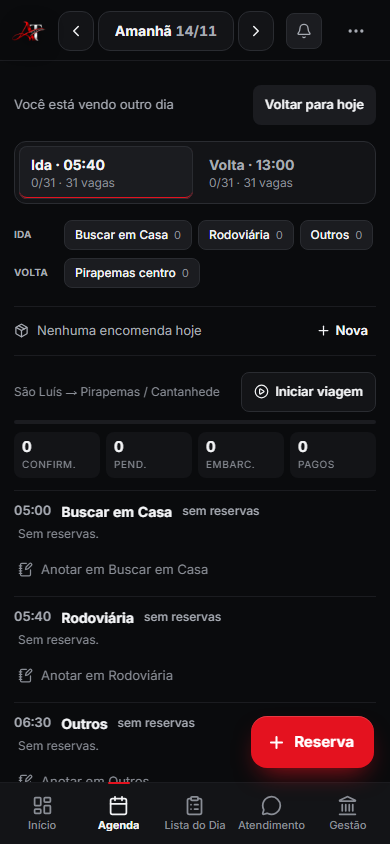 Amanhã 14/11
Você está vendo outro dia
Voltar para hoje
Ida · 05:40
0/31 · 31 vagas
Volta · 13:00
0/31 · 31 vagas
IDA
Buscar em Casa 0
Rodoviária 0
Outros 0
VOLTA
Pirapemas centro 0
Nenhuma encomenda hoje
+ Nova
São Luís → Pirapemas / Cantanhede
Iniciar viagem
0
CONFIRM.
0
PEND.
0
EMBARC.
0
PAGOS
05:00 Buscar em Casa sem reservas
Sem reservas.
Anotar em Buscar em Casa
05:40 Rodoviária sem reservas
Sem reservas.
Anotar em Rodoviária
06:30 Outros sem reservas
Sem reservas.
Anotar em Outros
+ Reserva
Início
Agenda
Lista do Dia
Atendimento
Gestão